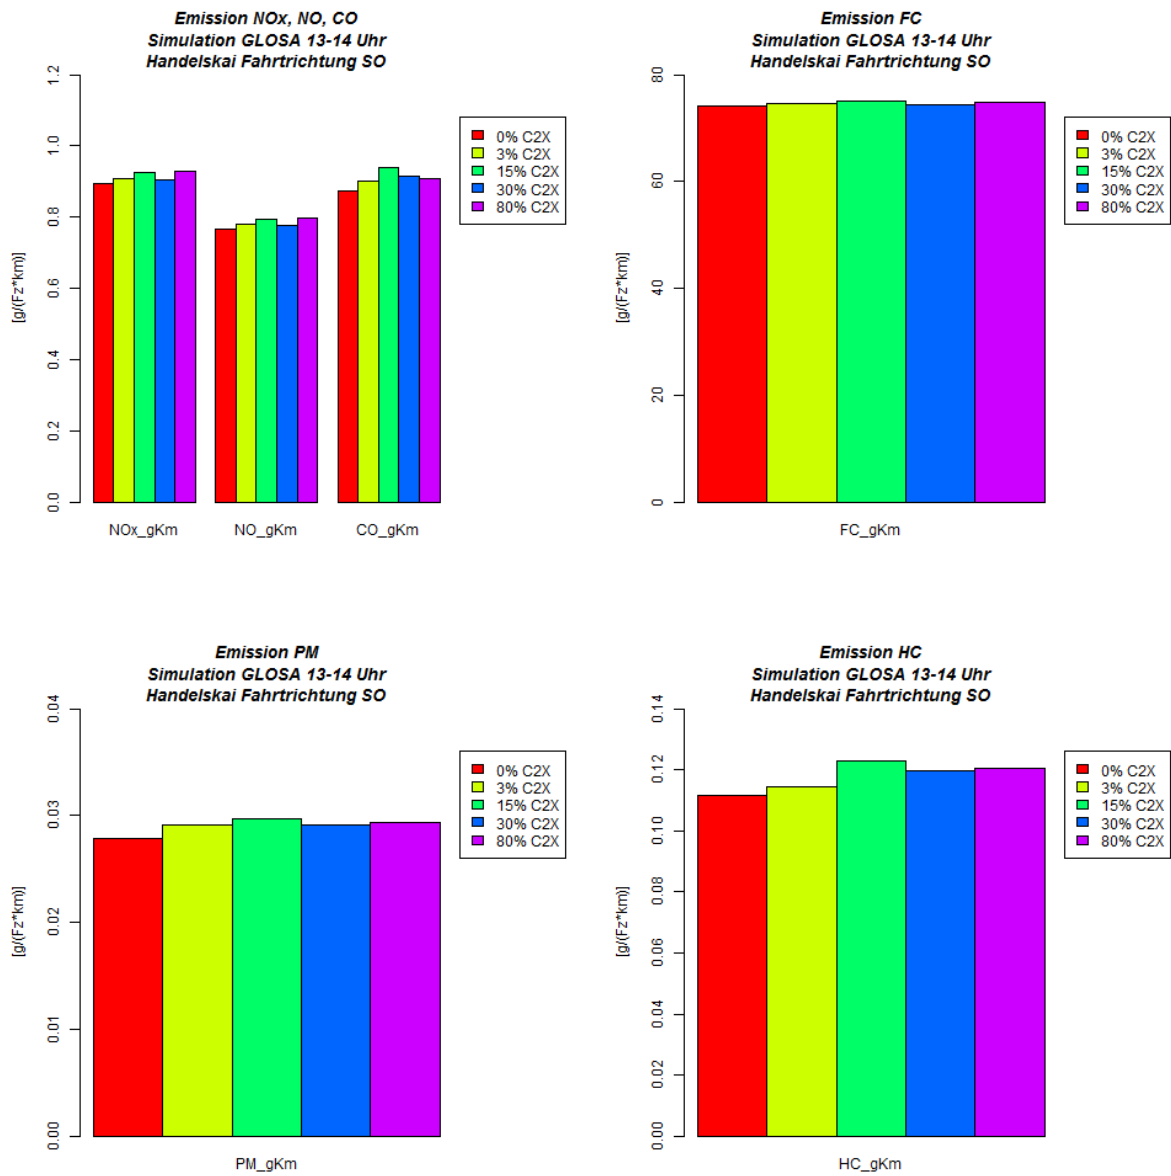 Emission NOx, NO, CO
Simulation GLOSA 13-14 Uhr
Handelskai Fahrtrichtung SO
[g/(Fz*km)]
1.2
1.0
0.8
0.6
0.4
0.2
0.0
NOx_gKm
NO_gKm
CO_gKm
0% C2X
3% C2X
15% C2X
30% C2X
80% C2X
Emission FC
Simulation GLOSA 13-14 Uhr
Handelskai Fahrtrichtung SO
[g/(Fz*km)]
80
60
40
20
0
FC_gKm
0% C2X
3% C2X
15% C2X
30% C2X
80% C2X
Emission PM
Simulation GLOSA 13-14 Uhr
Handelskai Fahrtrichtung SO
[g/(Fz*km)]
0.04
0.03
0.02
0.01
0.00
PM_gKm
0% C2X
3% C2X
15% C2X
30% C2X
80% C2X
Emission HC
Simulation GLOSA 13-14 Uhr
Handelskai Fahrtrichtung SO
[g/(Fz*km)]
0.14
0.12
0.10
0.08
0.06
0.04
0.02
0.00
HC_gKm
0% C2X
3% C2X
15% C2X
30% C2X
80% C2X